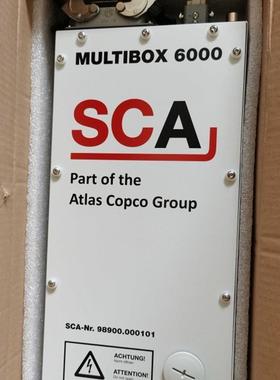 MULTIBOX 6000
SCA
Part of the
Atlas Copco Group
SCA-Nr. 98900.000101
ACHTUNG!
ATTENTION!